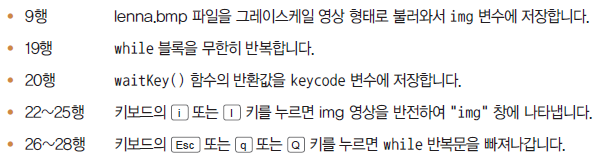 • 9행 lenna.bmp 파일을 그레이스케일 영상 형태로 불러와서 img 변수에 저장합니다.
• 19행 while 블록을 무한히 반복합니다.
• 20행 waitKey() 함수의 반환값을 keycode 변수에 저장합니다.
• 22~25행 키보드의 i 또는 I 키를 누르면 img 영상을 반전하여 "img" 창에 나타냅니다.
• 26~28행 키보드의 Esc 또는 q 또는 Q 키를 누르면 while 반복문을 빠져나갑니다.